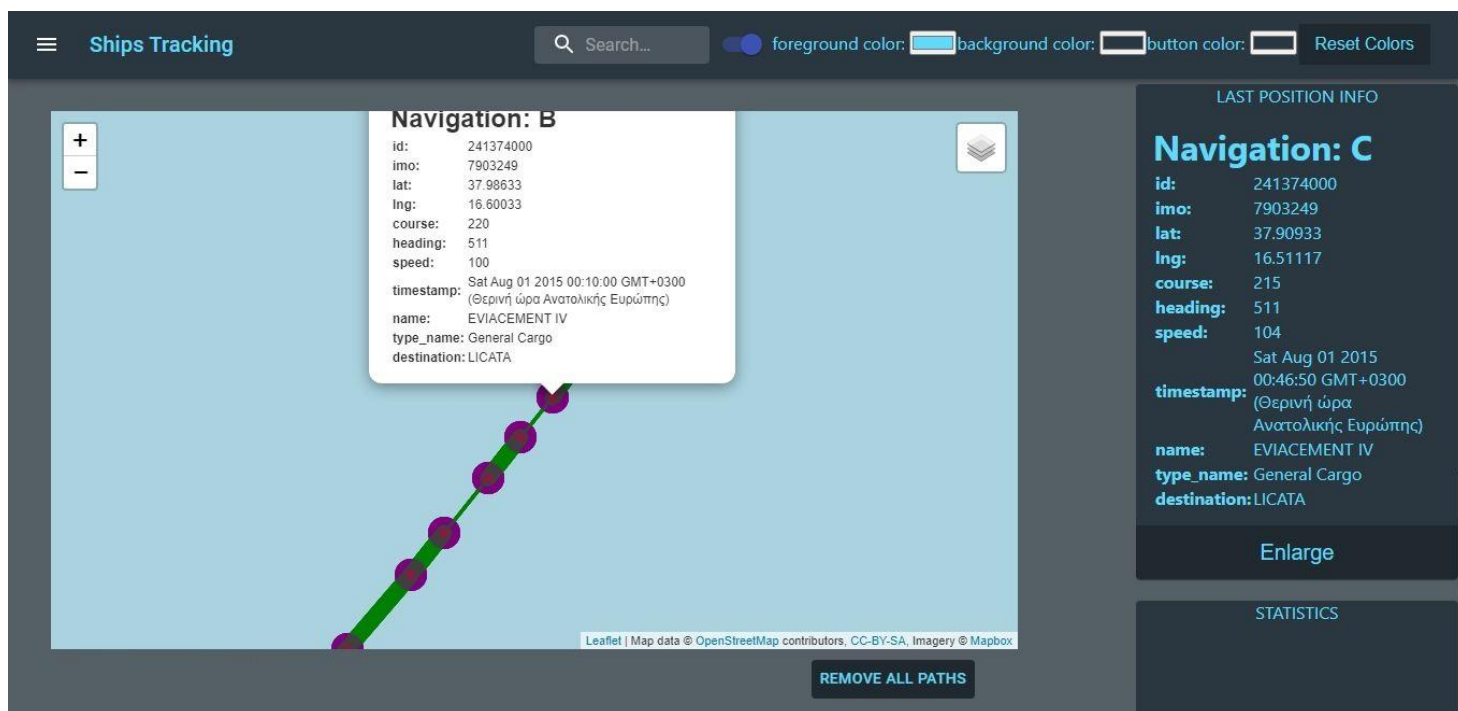 Ships Tracking
Search...
foreground color:
background color:
button color:
Reset Colors
+
−
Navigation: B
id: 241374000
imo: 7903249
lat: 37.98633
lng: 16.60033
course: 220
heading: 511
speed: 100
timestamp: Sat Aug 01 2015 00:10:00 GMT+0300
(Θερινή ώρα Ανατολικής Ευρώπης)
name: EVIACEMENT IV
type_name: General Cargo
destination: LICATA
Leaflet | Map data © OpenStreetMap contributors, CC-BY-SA, Imagery © Mapbox
REMOVE ALL PATHS
LAST POSITION INFO
Navigation: C
id: 241374000
imo: 7903249
lat: 37.90933
lng: 16.51117
course: 215
heading: 511
speed: 104
timestamp: Sat Aug 01 2015
00:46:50 GMT+0300
(Θερινή ώρα
Ανατολικής Ευρώπης)
name: EVIACEMENT IV
type_name: General Cargo
destination: LICATA
Enlarge
STATISTICS